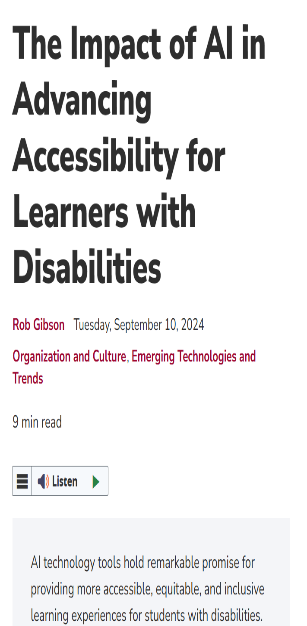 The Impact of AI in
Advancing
Accessibility for
Learners with
Disabilities
Rob Gibson Tuesday, September 10, 2024
Organization and Culture, Emerging Technologies and
Trends
9 min read
Listen
AI technology tools hold remarkable promise for
providing more accessible, equitable, and inclusive
learning experiences for students with disabilities.